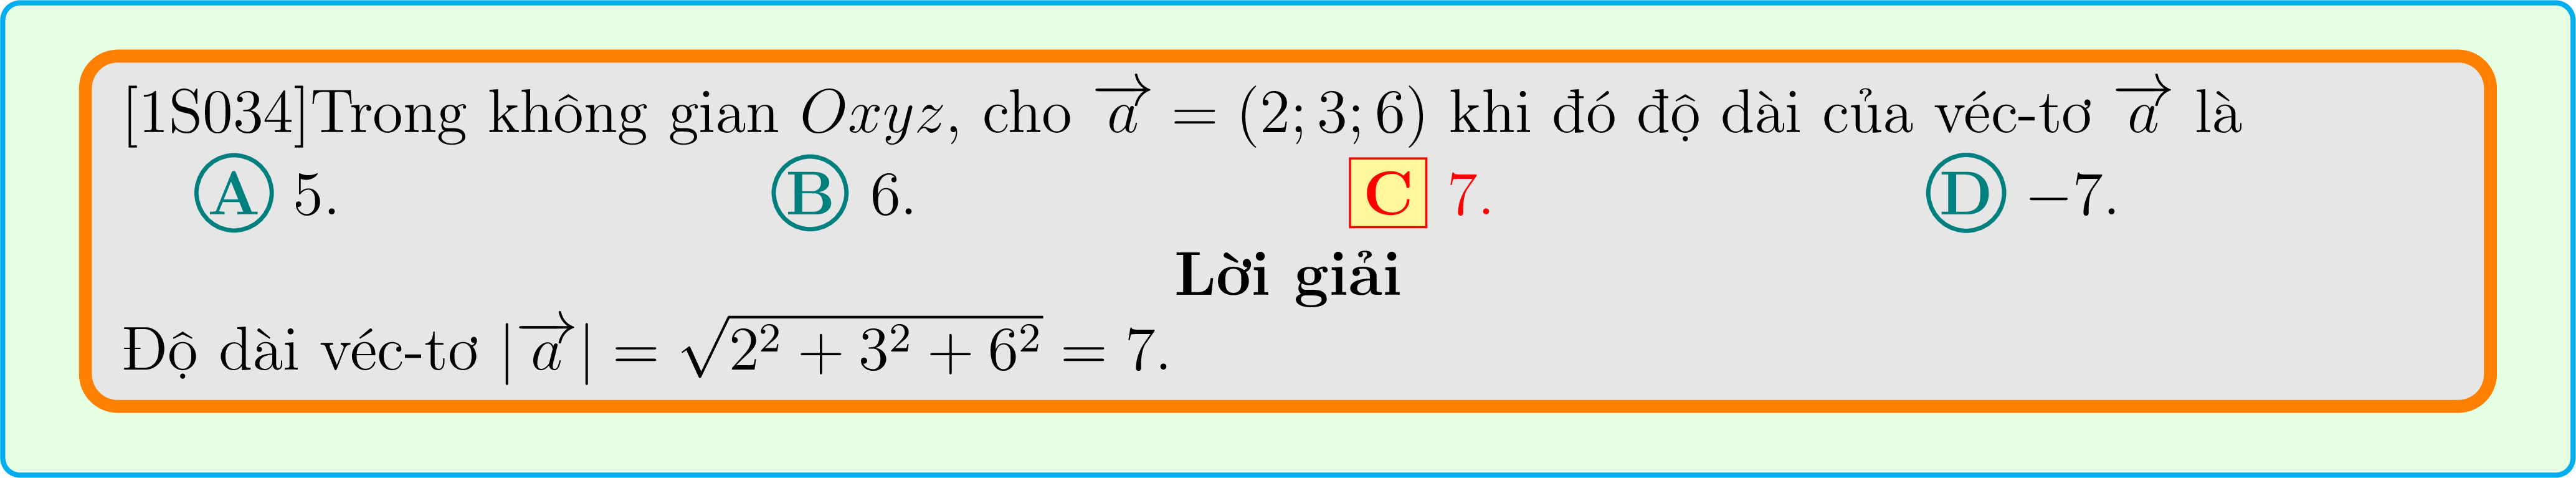 [1S034]Trong không gian Oxyz, cho $\overrightarrow{a} = (2; 3; 6)$ khi đó độ dài của véc-tơ $\overrightarrow{a}$ là
A 5. B 6. C 7. D −7.
Lời giải
Độ dài véc-tơ $|\overrightarrow{a}| = \sqrt{2^2 + 3^2 + 6^2} = 7.$